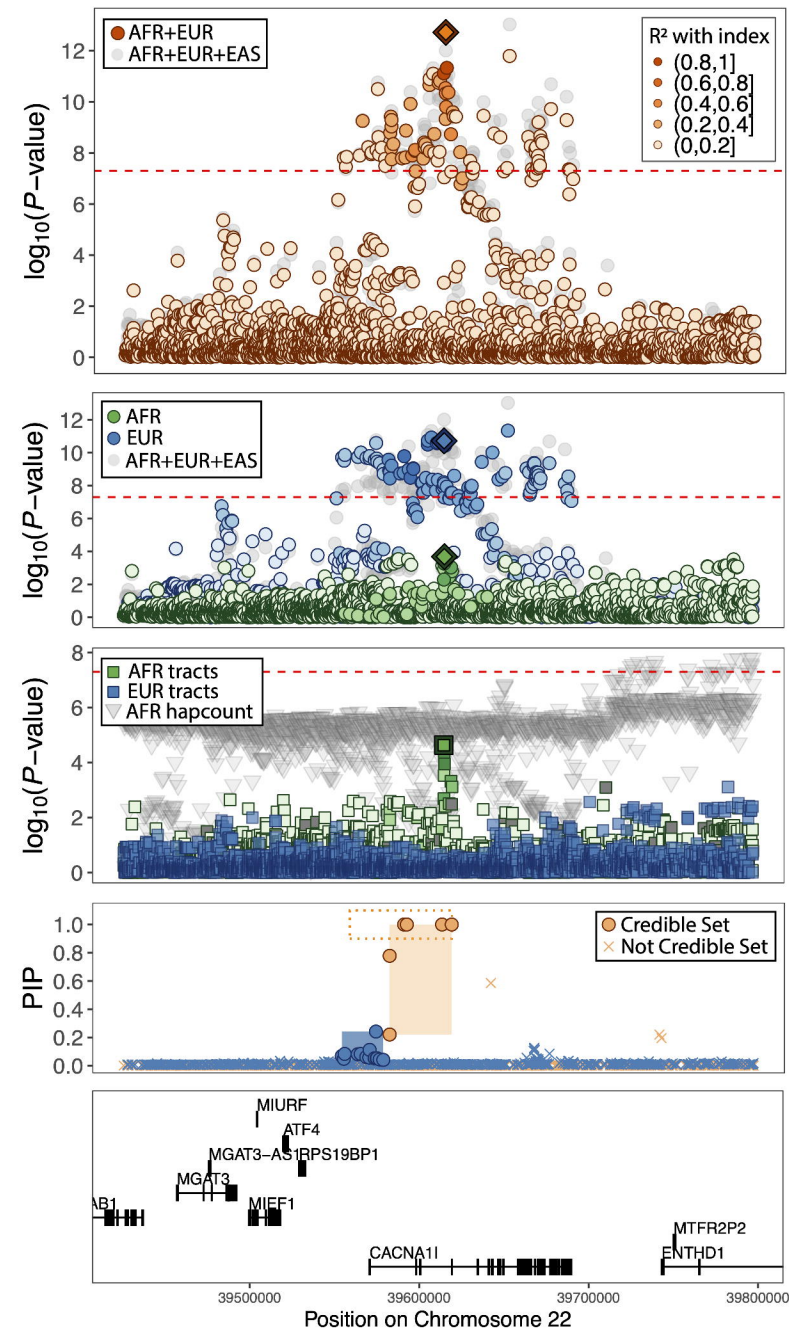 AFR+EUR
AFR+EUR+EAS
R² with index
(0.8,1]
(0.6,0.8]
(0.4,0.6]
(0.2,0.4]
(0,0.2]
log10(P−value)
12
10
8
6
4
2
0
AFR
EUR
AFR+EUR+EAS
log10(P−value)
12
10
8
6
4
2
0
AFR tracts
EUR tracts
AFR hapcount
log10(P−value)
8
6
4
2
0
Credible Set
Not Credible Set
PIP
1.0
0.8
0.6
0.4
0.2
0.0
MIURF
ATF4
MGAT3−AS1RPS19BP1
MGAT3
AB1
MIEF1
MTFR2P2
CACNA1I
ENTHD1
39500000
39600000
39700000
39800000
Position on Chromosome 22